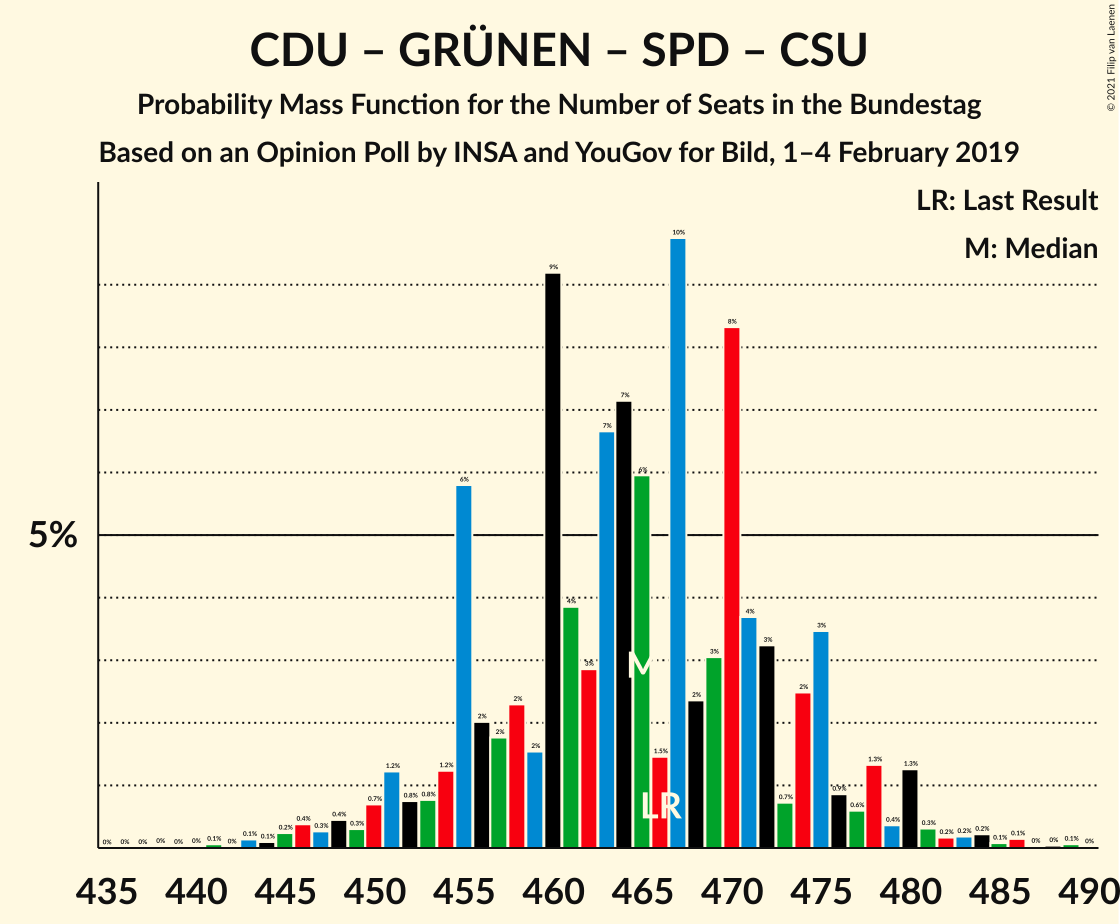 CDU – GRÜNEN – SPD – CSU
Probability Mass Function for the Number of Seats in the Bundestag
Based on an Opinion Poll by INSA and YouGov for Bild, 1–4 February 2019
© 2021 Filip van Laenen
LR: Last Result
M: Median
5%
0% 0% 0% 0% 0% 0% 0.1% 0% 0.1% 0.1% 0.2% 0.4% 0.3% 0.4% 0.3% 0.7% 1.2% 0.8% 0.8% 1.2% 6% 2% 2% 2% 2% 9% 4% 3% 7% 7% 6% 1.5% 10% 2% 3% 8% 4% 3% 0.7% 2% 3% 0.9% 0.6% 1.3% 0.4% 1.3% 0.3% 0.2% 0.2% 0.2% 0.1% 0.1% 0% 0% 0.1% 0%
M
LR
435 440 445 450 455 460 465 470 475 480 485 490